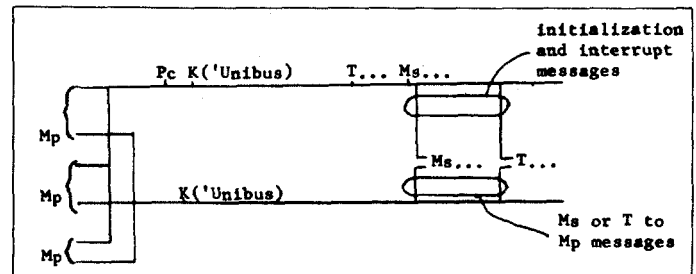 initialization
and interrupt
messages
Pc K('Unibus) T... Ms...
Mp
Ms... T...
Mp
K('Unibus)
Ms or T to
Mp messages
Mp